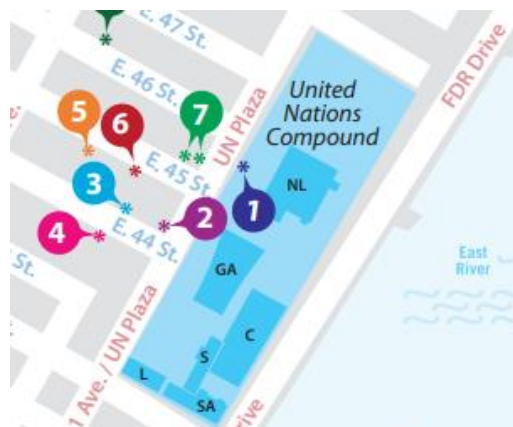 E. 47 St.
E. 46 St.
United
Nations
Compound
FDR Drive
UN Plaza
7
5
6
E. 45 St.
NL
3
1
2
4
E. 44 St.
GA
East
River
St.
1 Ave. / UN Plaza
C
S
L
SA